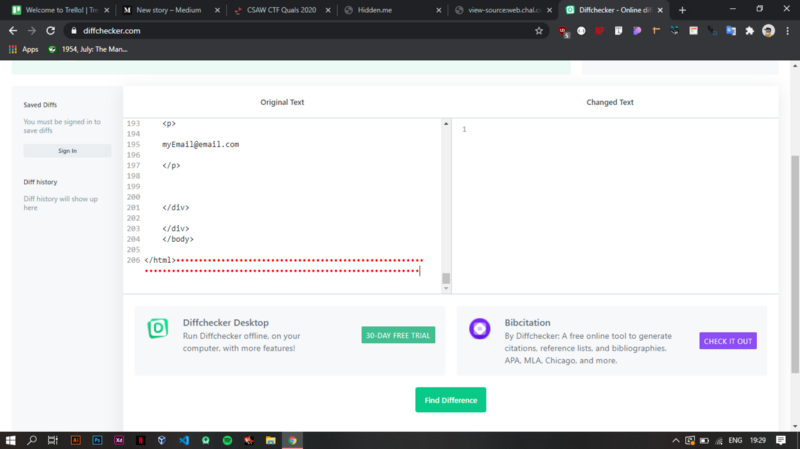 Welcome to Trello! | Tre
New story – Medium
CSAW CTF Quals 2020
Hidden.me
view-source:web.chal.c
Diffchecker - Online dif
diffchecker.com
Apps
1954, July: The Man...
Saved Diffs
You must be signed in to
save diffs
Sign In
Diff history
Diff history will show up
here
Original Text
Changed Text
193 <p>
194
195 myEmail@email.com
196
197 </p>
198
199
200
201 </div>
202
203 </div>
204 </body>
205
206 </html>
1
Diffchecker Desktop
Run Diffchecker offline, on your
computer, with more features!
30-DAY FREE TRIAL
Bibcitation
By Diffchecker: A free online tool to generate
citations, reference lists, and bibliographies.
APA, MLA, Chicago, and more.
CHECK IT OUT
Find Difference
ENG
19:29